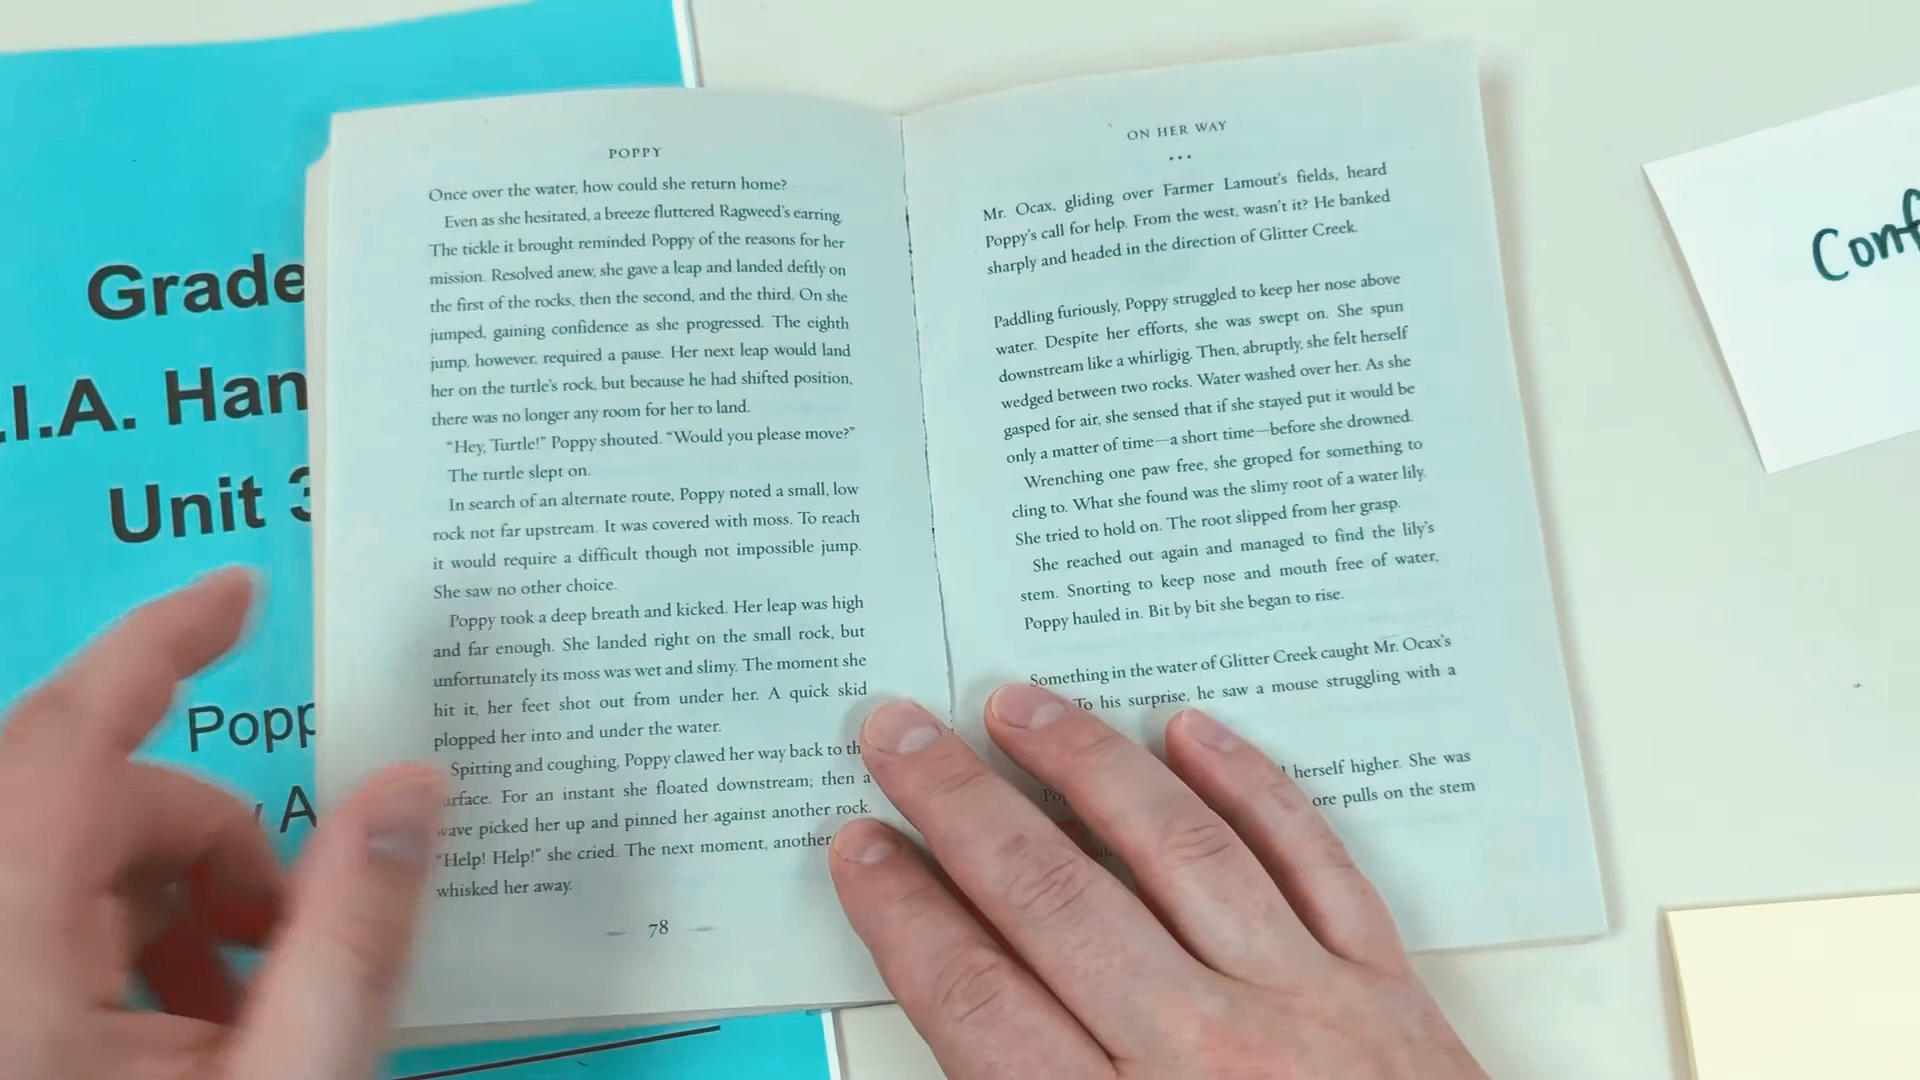 Grade
.I.A. Han
Unit 3
Popp
A
POPPY
Once over the water, how could she return home?
Even as she hesitated, a breeze fluttered Ragweed's earring.
The tickle it brought reminded Poppy of the reasons for her
mission. Resolved anew, she gave a leap and landed deftly on
the first of the rocks, then the second, and the third. On she
jumped, gaining confidence as she progressed. The eighth
jump, however, required a pause. Her next leap would land
her on the turtle's rock, but because he had shifted position,
there was no longer any room for her to land.
"Hey, Turtle!" Poppy shouted. "Would you please move?"
The turtle slept on.
In search of an alternate route, Poppy noted a small, low
rock not far upstream. It was covered with moss. To reach
it would require a difficult though not impossible jump.
She saw no other choice.
Poppy took a deep breath and kicked. Her leap was high
and far enough. She landed right on the small rock, but
unfortunately its moss was wet and slimy. The moment she
hit it, her feet shot out from under her. A quick skid
plopped her into and under the water.
Spitting and coughing, Poppy clawed her way back to th
urface. For an instant she floated downstream; then a
wave picked her up and pinned her against another rock.
"Help! Help!" she cried. The next moment, another
whisked her away.
78
ON HER WAY
• • •
Mr. Ocax, gliding over Farmer Lamout's fields, heard
Poppy's call for help. From the west, wasn't it? He banked
sharply and headed in the direction of Glitter Creek.
Paddling furiously, Poppy struggled to keep her nose above
water. Despite her efforts, she was swept on. She spun
downstream like a whirligig. Then, abruptly, she felt herself
wedged between two rocks. Water washed over her. As she
gasped for air, she sensed that if she stayed put it would be
only a matter of time—a short time—before she drowned.
Wrenching one paw free, she groped for something to
cling to. What she found was the slimy root of a water lily.
She tried to hold on. The root slipped from her grasp.
She reached out again and managed to find the lily's
stem. Snorting to keep nose and mouth free of water,
Poppy hauled in. Bit by bit she began to rise.
Something in the water of Glitter Creek caught Mr. Ocax's
To his surprise, he saw a mouse struggling with a
Pop herself higher. She was
ore pulls on the stem
Conf